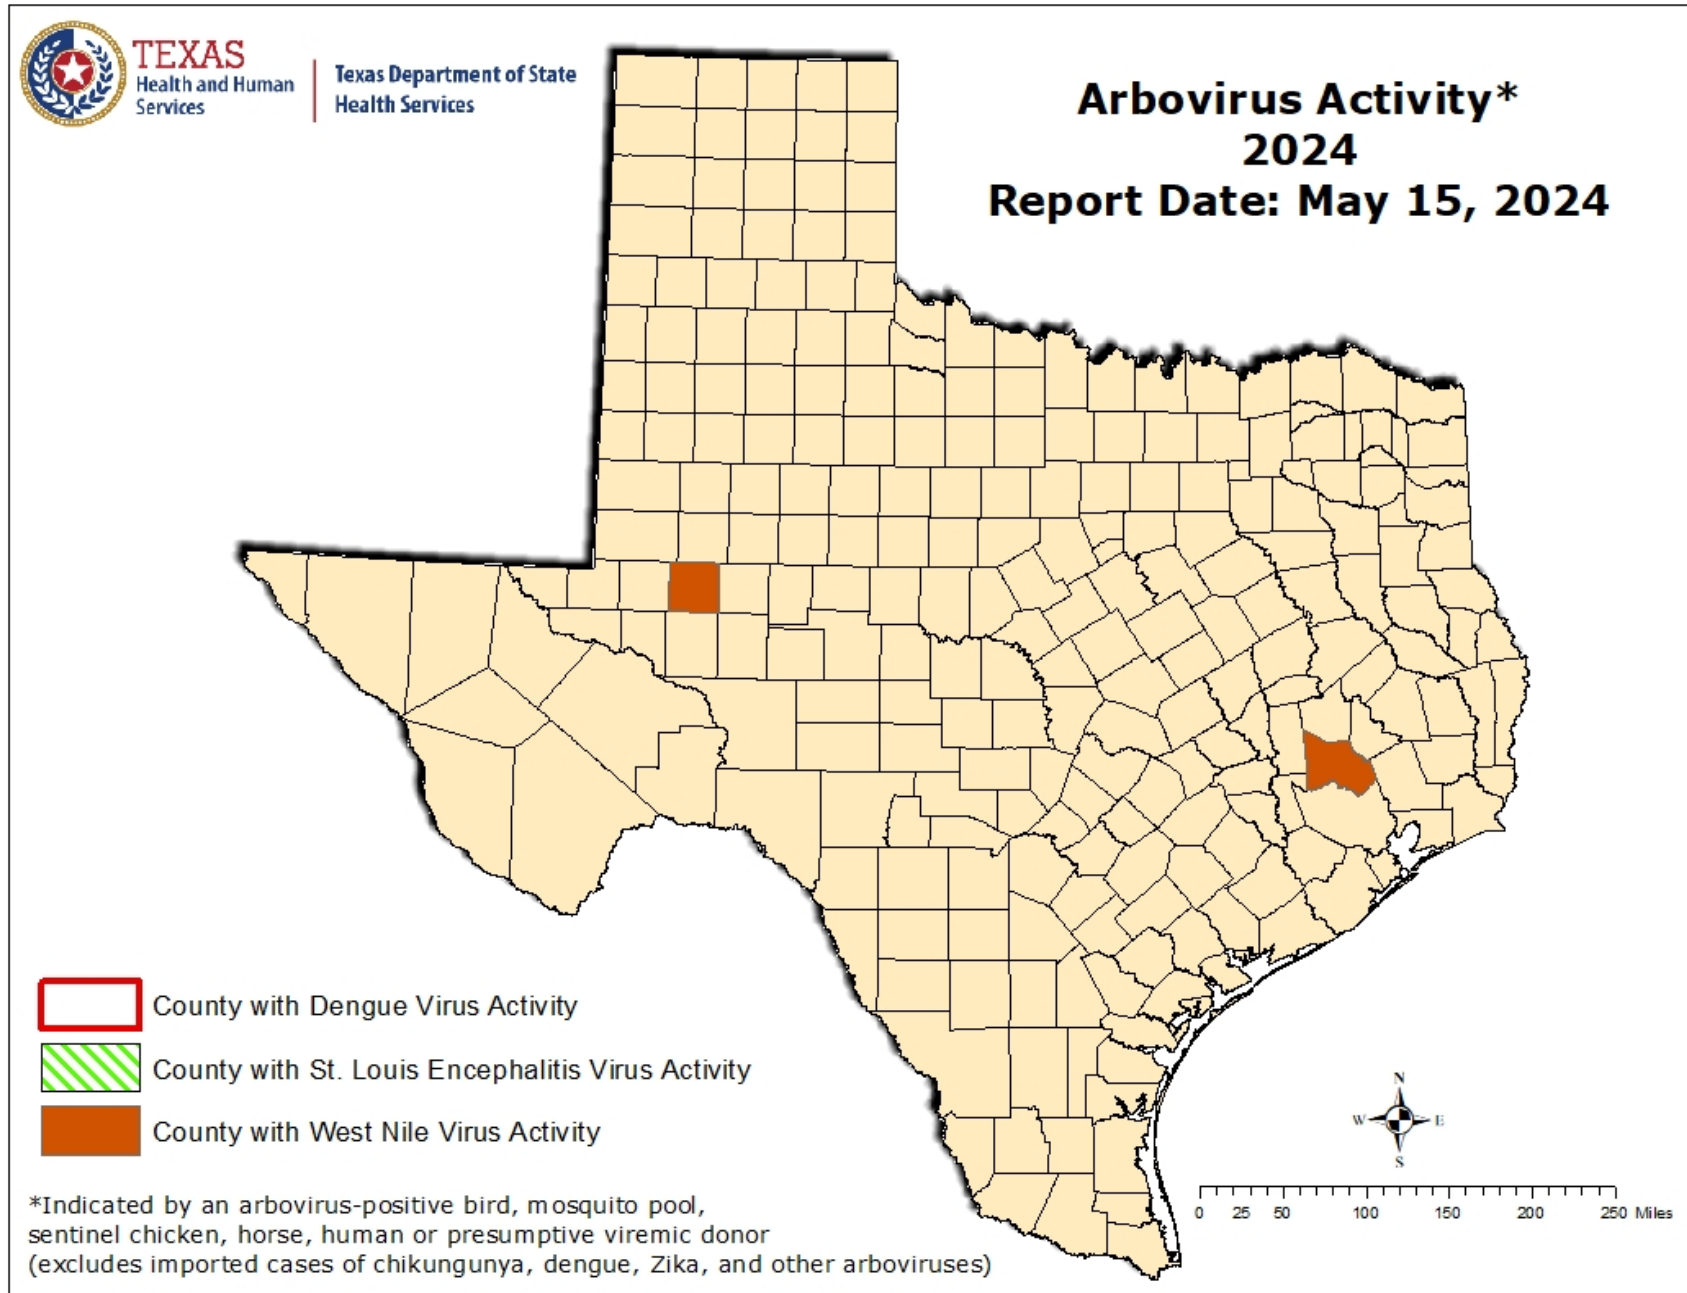 TEXAS
Health and Human
Services
Texas Department of State
Health Services
Arbovirus Activity*
2024
Report Date: May 15, 2024
County with Dengue Virus Activity
County with St. Louis Encephalitis Virus Activity
County with West Nile Virus Activity
*Indicated by an arbovirus-positive bird, mosquito pool,
sentinel chicken, horse, human or presumptive viremic donor
(excludes imported cases of chikungunya, dengue, Zika, and other arboviruses)
N
W E
S
0 25 50 100 150 200 250 Miles